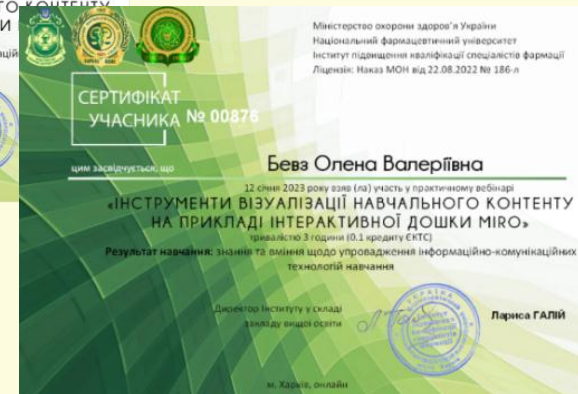 О КОНТЕНТУ
Міністерство охорони здоров'я України
Національний фармацевтичний університет
Інститут підвищення кваліфікації спеціалістів фармації
Ліцензія: Наказ МОН від 22.08.2022 № 186-л
СЕРТИФІКАТ
УЧАСНИКА № 00876
цим засвідчується, що
Бевз Олена Валеріївна
12 січня 2023 року взяв (ла) участь у практичному вебінарі
«ІНСТРУМЕНТИ ВІЗУАЛІЗАЦІЇ НАВЧАЛЬНОГО КОНТЕНТУ
НА ПРИКЛАДІ ІНТЕРАКТИВНОЇ ДОШКИ MIRO»
тривалістю 3 години (0.1 кредиту ЄКТС)
Результат навчання: знання та вміння щодо упровадження інформаційно-комунікаційних
технологій навчання
Директор Інституту у складі
закладу вищої освіти
Лариса ГАЛІЙ
м. Харків, онлайн